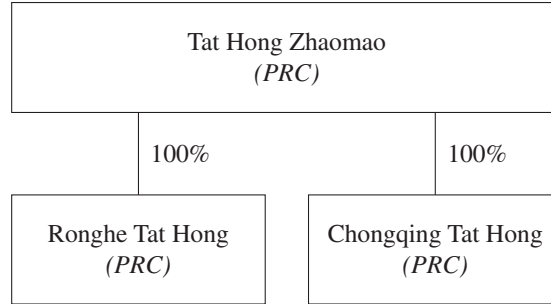 Tat Hong Zhaomao
(PRC)
100%
100%
Ronghe Tat Hong
(PRC)
Chongqing Tat Hong
(PRC)